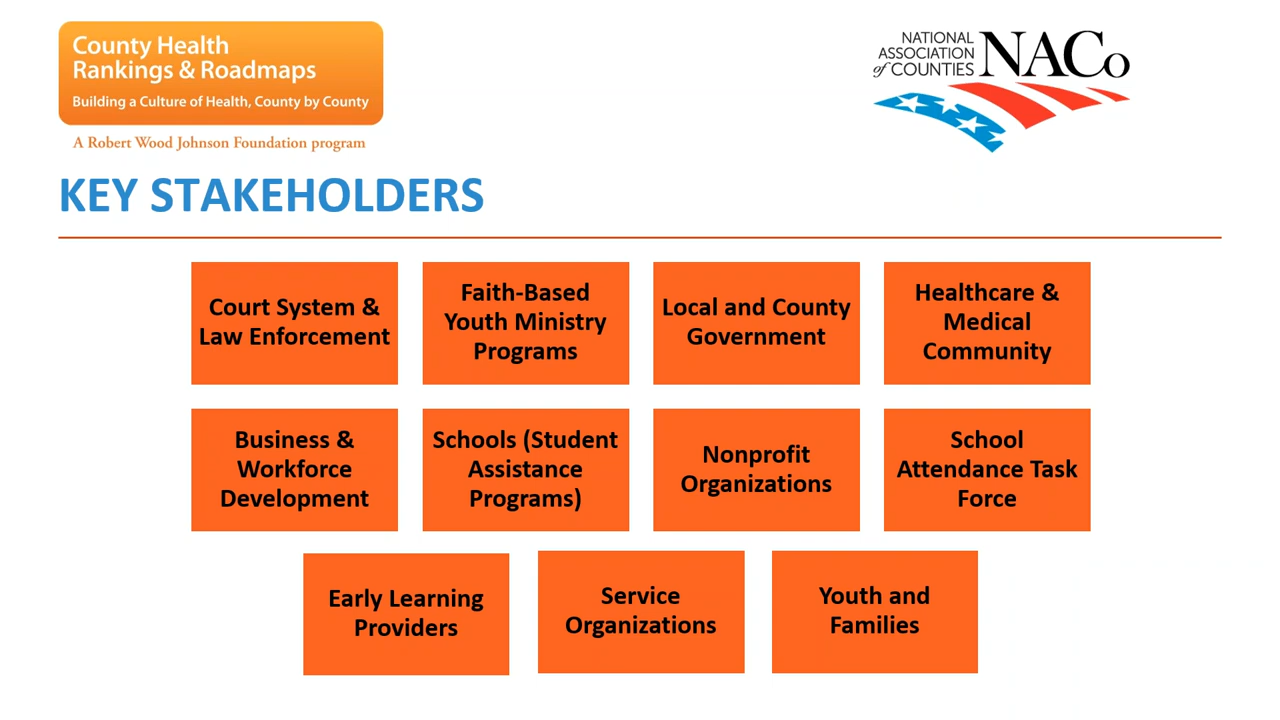 County Health
Rankings & Roadmaps
Building a Culture of Health, County by County
A Robert Wood Johnson Foundation program
NATIONAL
ASSOCIATION
of COUNTIES
NACo
KEY STAKEHOLDERS
Court System &
Law Enforcement
Faith-Based
Youth Ministry
Programs
Local and County
Government
Healthcare &
Medical
Community
Business &
Workforce
Development
Schools (Student
Assistance
Programs)
Nonprofit
Organizations
School
Attendance Task
Force
Early Learning
Providers
Service
Organizations
Youth and
Families